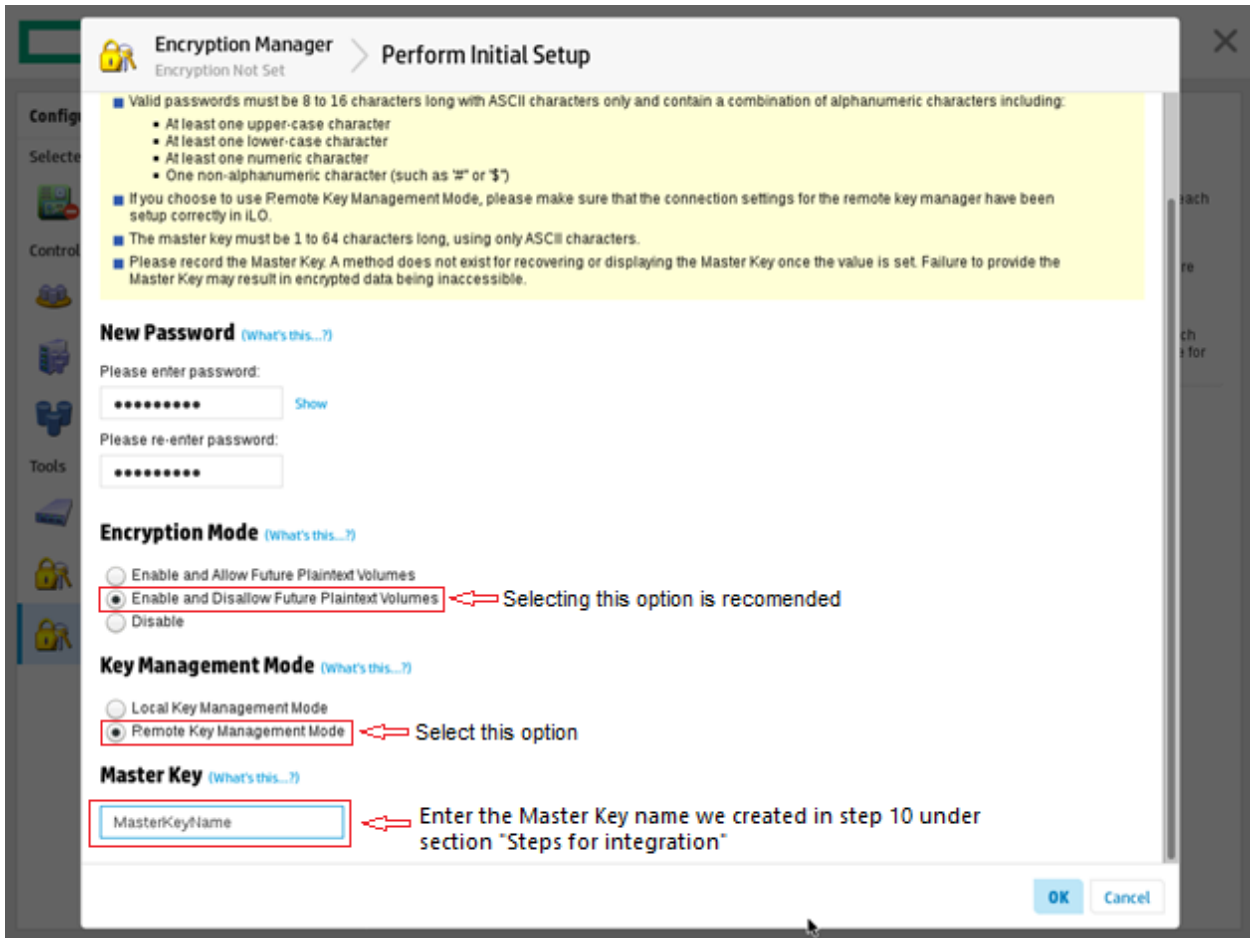 Encryption Manager
Encryption Not Set
Perform Initial Setup
Valid passwords must be 8 to 16 characters long with ASCII characters only and contain a combination of alphanumeric characters including:
At least one upper-case character
At least one lower-case character
At least one numeric character
One non-alphanumeric character (such as '#' or '$')
If you choose to use Remote Key Management Mode, please make sure that the connection settings for the remote key manager have been
setup correctly in iLO.
The master key must be 1 to 64 characters long, using only ASCII characters.
Please record the Master Key. A method does not exist for recovering or displaying the Master Key once the value is set. Failure to provide the
Master Key may result in encrypted data being inaccessible.
New Password (What's this...?)
Please enter password:
•••••••••
Show
Please re-enter password:
•••••••••
Encryption Mode (What's this...?)
Enable and Allow Future Plaintext Volumes
Enable and Disallow Future Plaintext Volumes
Selecting this option is recomended
Disable
Key Management Mode (What's this...?)
Local Key Management Mode
Remote Key Management Mode
Select this option
Master Key (What's this...?)
MasterKeyName
Enter the Master Key name we created in step 10 under
section "Steps for integration"
OK
Cancel
Config
Selecte
Control
Tools
each
re
ch
e for